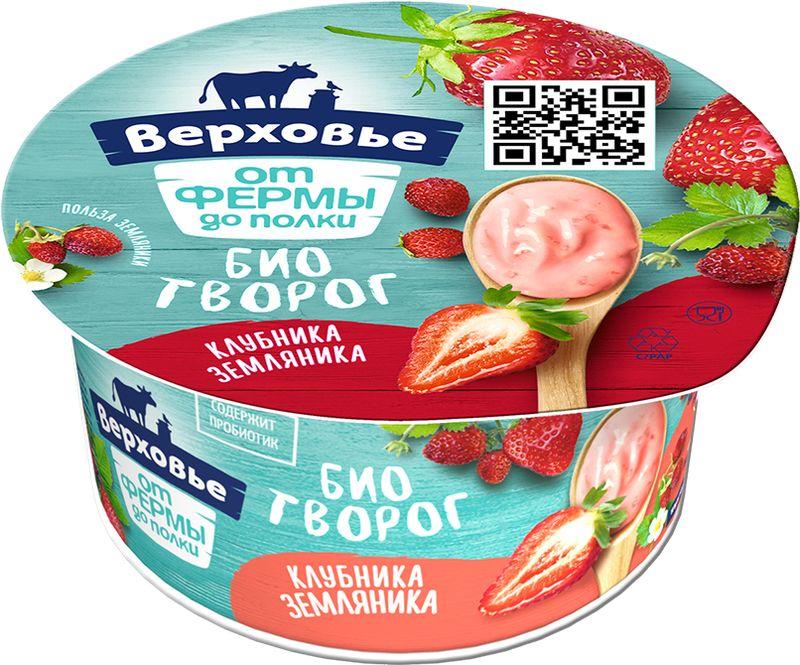 Верховье
от
ФЕРМЫ
до полки
ПОЛЬЗА ЗЕМЛЯНИКИ
БИО
ТВОРОГ
КЛУБНИКА
ЗЕМЛЯНИКА
C/PAP
Верховье
от
ФЕРМЫ
до полки
СОДЕРЖИТ
ПРОБИОТИК
БИО
ТВОРОГ
КЛУБНИКА
ЗЕМЛЯНИКА